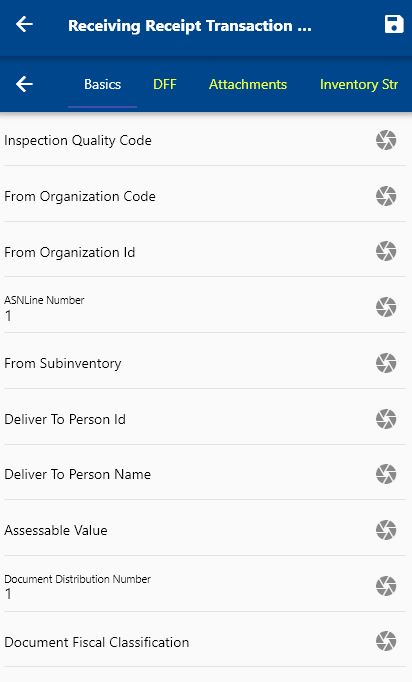 Receiving Receipt Transaction ...
Basics DFF Attachments Inventory Str
Inspection Quality Code
From Organization Code
From Organization Id
ASNLine Number
1
From Subinventory
Deliver To Person Id
Deliver To Person Name
Assessable Value
Document Distribution Number
1
Document Fiscal Classification